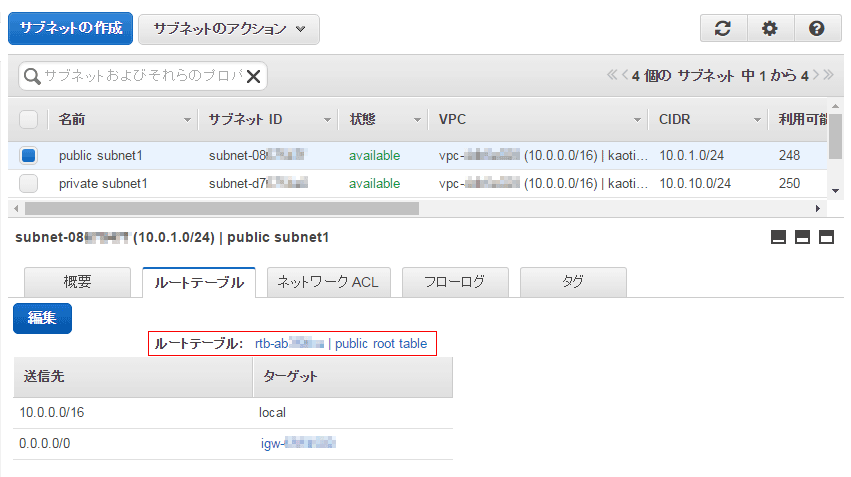 サブネットの作成 サブネットのアクション
サブネットおよびそれらのプロパ
4 個の サブネット 中 1 から 4
名前 サブネット ID 状態 VPC CIDR 利用可能
public subnet1 subnet-08 available vpc- (10.0.0.0/16) | kaoti... 10.0.1.0/24 248
private subnet1 subnet-d7 available vpc- (10.0.0.0/16) | kaoti... 10.0.10.0/24 250
subnet-08 (10.0.1.0/24) | public subnet1
概要 ルートテーブル ネットワーク ACL フローログ タグ
編集
ルートテーブル: rtb-ab | public root table
送信先 ターゲット
10.0.0.0/16 local
0.0.0.0/0 igw-